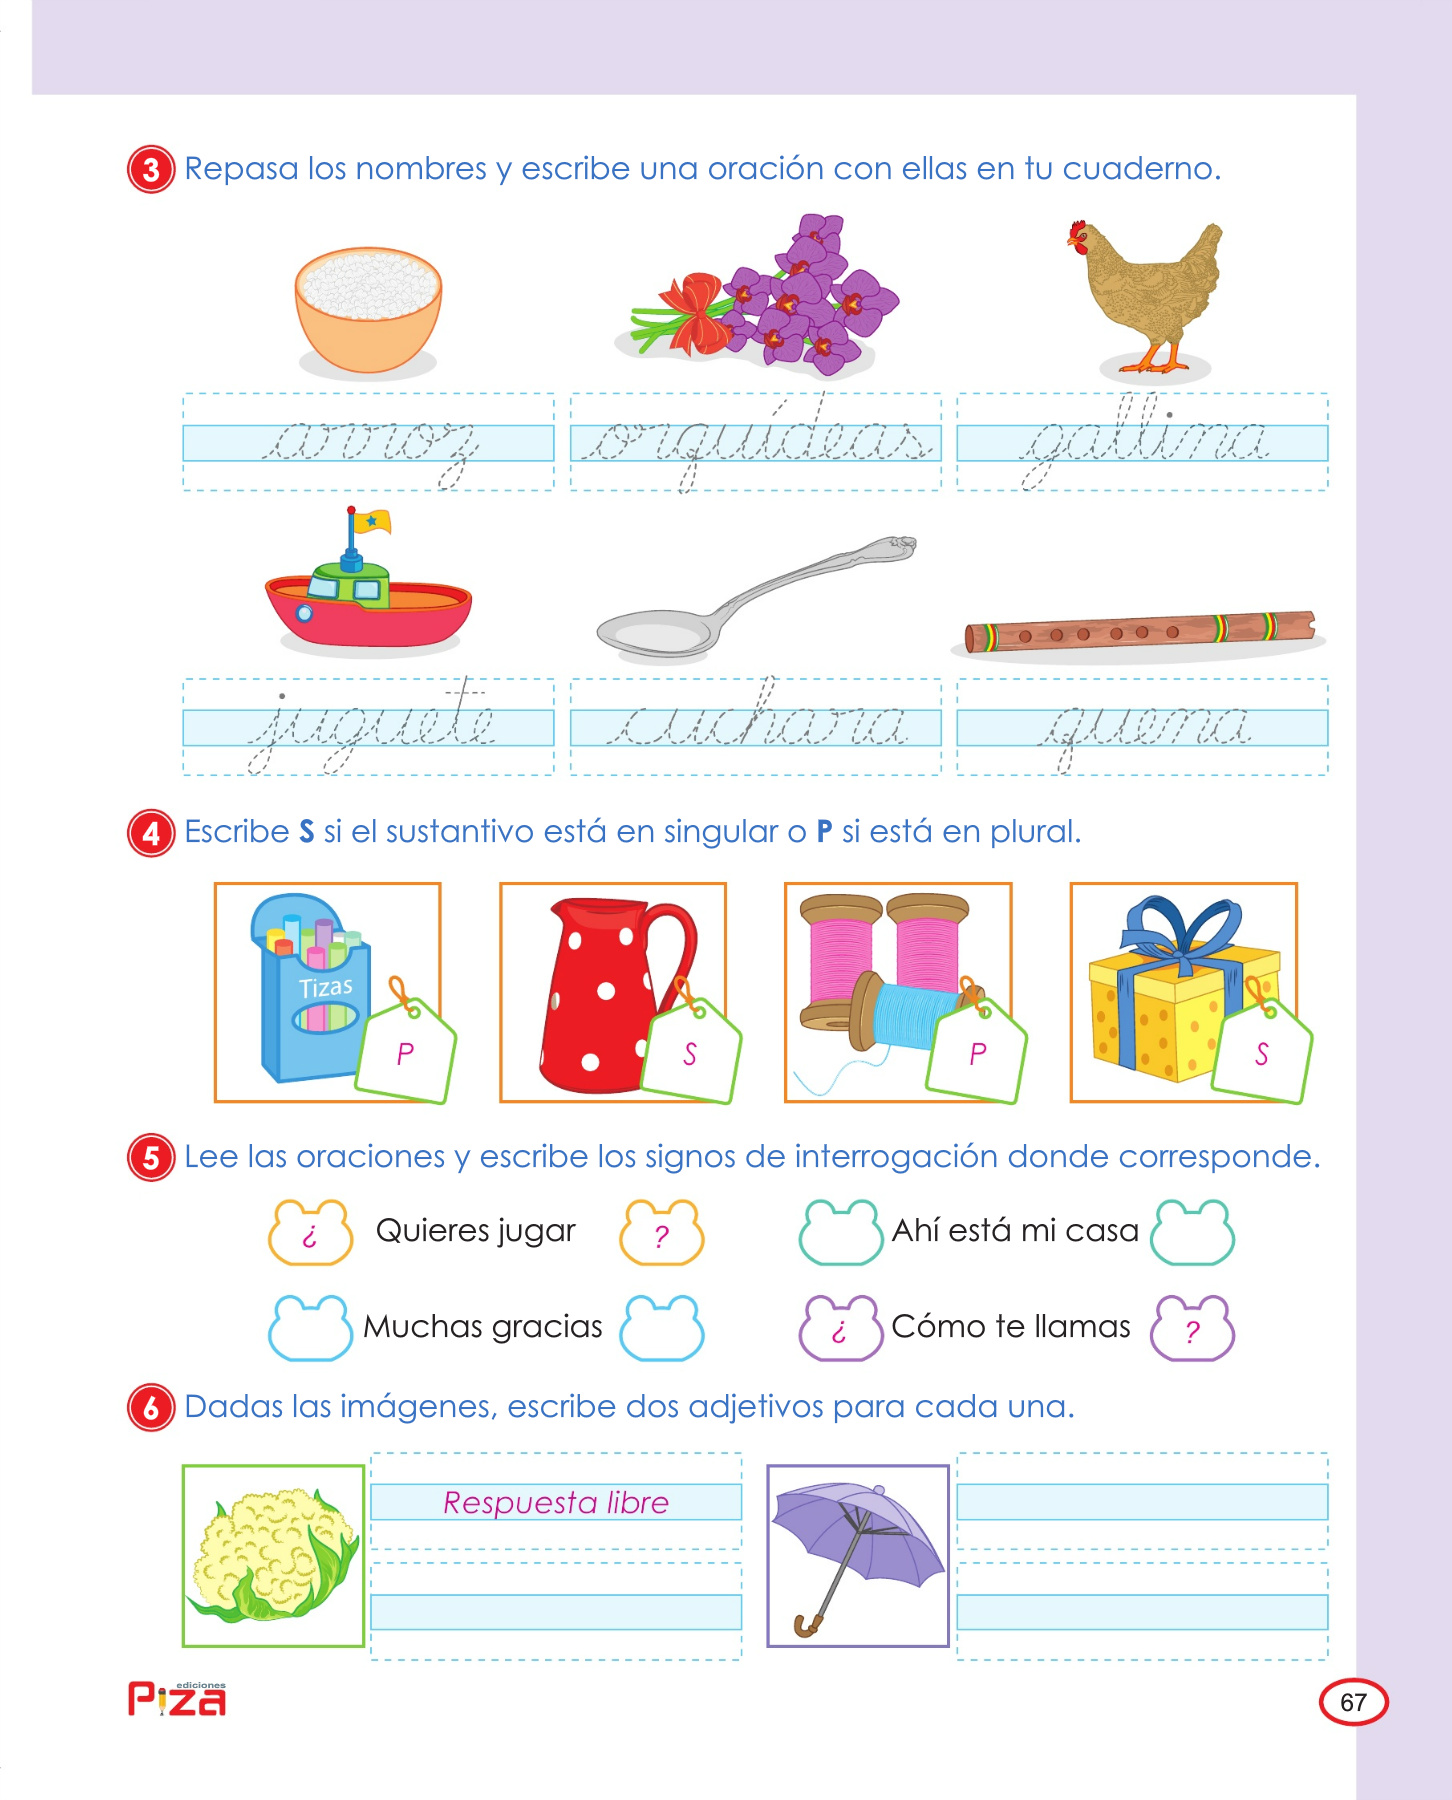 3 Repasa los nombres y escribe una oración con ellas en tu cuaderno.
arroz orquídeas gallina
juguete cuchara quena
4 Escribe S si el sustantivo está en singular o P si está en plural.
Tizas
P S P S
5 Lee las oraciones y escribe los signos de interrogación donde corresponde.
¿ Quieres jugar ? Ahí está mi casa
Muchas gracias ¿ Cómo te llamas ?
6 Dadas las imágenes, escribe dos adjetivos para cada una.
Respuesta libre
ediciones
Piza
67